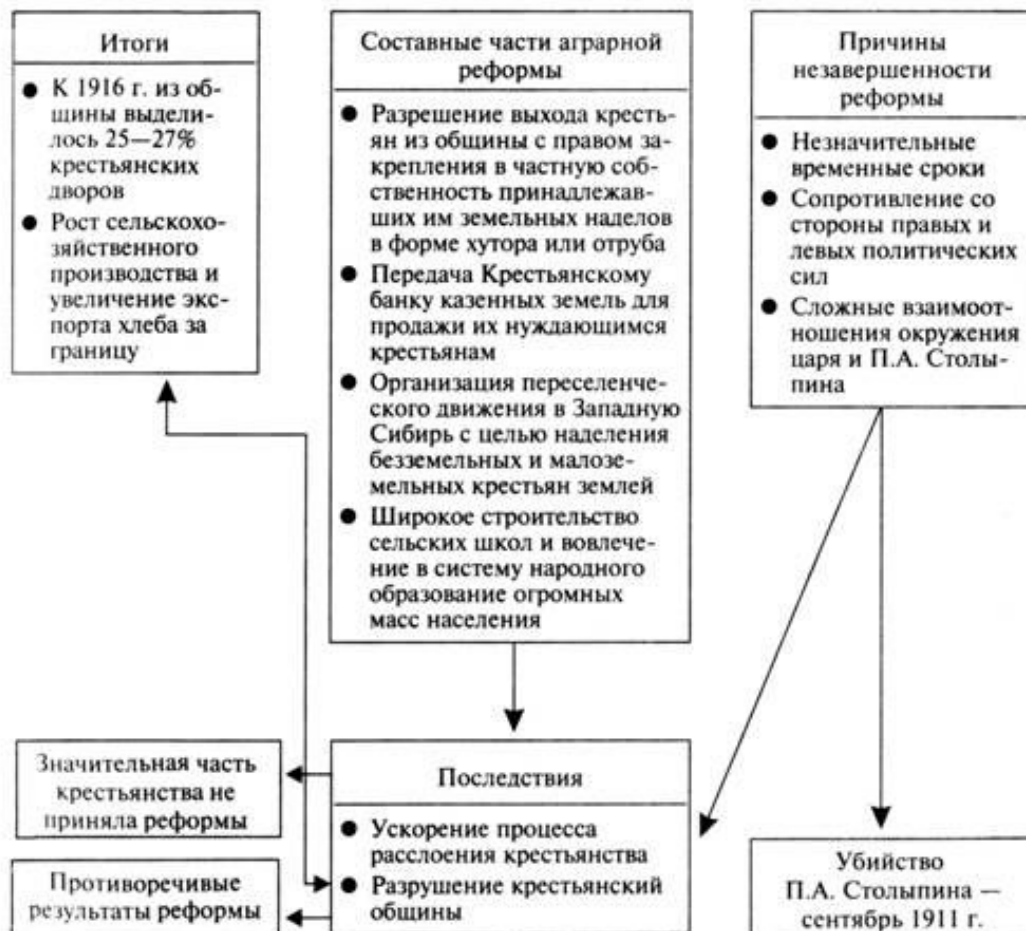 Итоги
● К 1916 г. из об-
щины выдели-
лось 25—27%
крестьянских
дворов
● Рост сельскохо-
зяйственного
производства и
увеличение экс-
порта хлеба за
границу
Составные части аграрной
реформы
● Разрешение выхода кресть-
ян из общины с правом за-
крепления в частную соб-
ственность принадлежав-
ших им земельных наделов
в форме хутора или отруба
● Передача Крестьянскому
банку казенных земель для
продажи их нуждающимся
крестьянам
● Организация переселенче-
ского движения в Западную
Сибирь с целью наделения
безземельных и малозе-
мельных крестьян землей
● Широкое строительство
сельских школ и вовлече-
ние в систему народного
образование огромных
масс населения
Причины
незавершенности
реформы
● Незначительные
временные сроки
● Сопротивление со
стороны правых и
левых политических
сил
● Сложные взаимоот-
ношения окружения
царя и П.А. Столы-
пина
Значительная часть
крестьянства не
приняла реформы
Противоречивые
результаты реформы
Последствия
● Ускорение процесса
расслоения крестьянства
● Разрушение крестьянский
общины
Убийство
П.А. Столыпина —
сентябрь 1911 г.